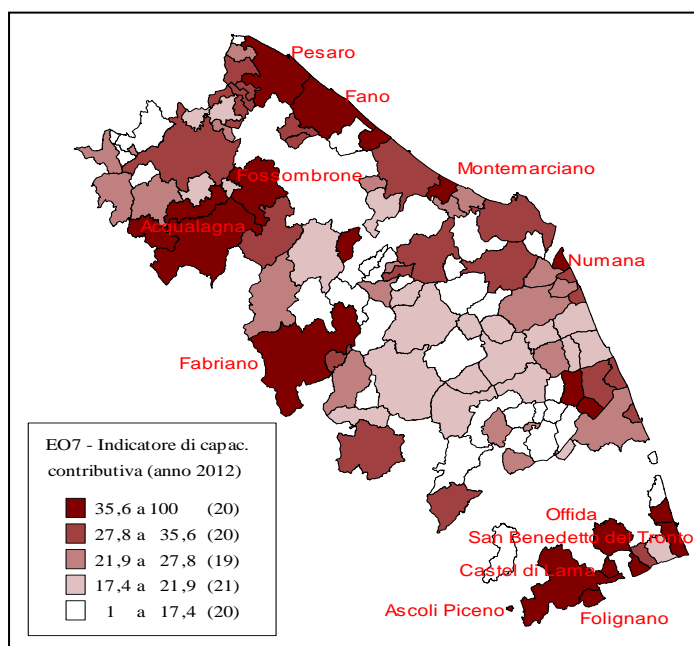 Pesaro
Fano
Montemarciano
Fossombrone
Acqualagna
Numana
Fabriano
EO7 - Indicatore di capac.
contributiva (anno 2012)
35,6 a 100 (20)
27,8 a 35,6 (20)
21,9 a 27,8 (19)
17,4 a 21,9 (21)
1 a 17,4 (20)
Offida
San Benedetto del Tronto
Castel di Lama
Ascoli Piceno
Folignano